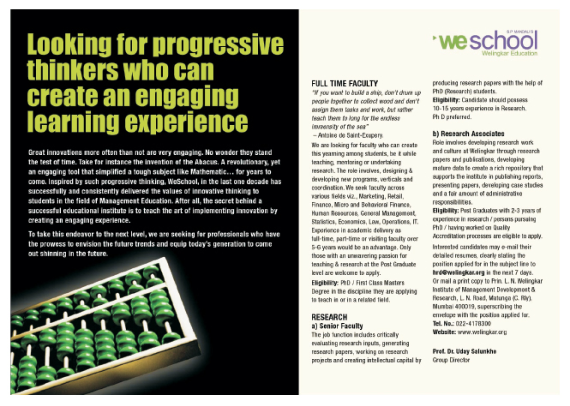 Looking for progressive
thinkers who can
create an engaging
learning experience
Great innovations more often than not are very engaging. No wonder they stand
the test of time. Take for instance the invention of the Abacus. A revolutionary, yet
an engaging tool that simplified a tough subject like Mathematic... for years to
come. Inspired by such progressive thinking, WeSchool, in the last one decade has
successfully and consistently delivered the values of innovative thinking to
students in the field of Management Education. After all, the secret behind a
successful educational institute is to teach the art of implementing innovation by
creating an engaging experience.
To take this endeavor to the next level, we are seeking for professionals who have
the prowess to envision the future trends and equip today's generation to come
out shinning in the future.
FULL TIME FACULTY
"If you want to build a ship, don't drum up
people together to collect wood and don't
assign them tasks and work, but rather
teach them to long for the endless
immensity of the sea"
– Antoine de Saint-Exupery.
We are looking for faculty who can create
this yearning among students, be it while
teaching, mentoring or undertaking
research. The role involves, designing &
developing new programs, verticals and
coordination. We seek faculty across
various fields viz., Marketing, Retail,
Finance, Micro and Behavioral Finance,
Human Resources, General Management,
Statistics, Economics, Law, Operations, IT.
Experience in academic delivery as
full-time, part-time or visiting faculty over
5-6 years would be an advantage. Only
those with an unwavering passion for
teaching & research at the Post Graduate
level are welcome to apply.
Eligibility: PhD / First Class Masters
Degree in the discipline they are applying
to teach in or in a related field.
RESEARCH
a) Senior Faculty
The job function includes critically
evaluating research inputs, generating
research papers, working on research
projects and creating intellectual capital by
weschool
Welingkar Education
producing research papers with the help of
PhD (Research) students.
Eligibility: Candidate should possess
10-15 years experience in Research.
Ph D preferred.
b) Research Associates
Role involves developing research work
and culture at Welingkar through research
papers and publications, developing
mature data to create a rich repository that
supports the institute in publishing reports,
presenting papers, developing case studies
and a fair amount of administrative
responsibilities.
Eligibility: Post Graduates with 2-3 years of
experience in research / persons pursuing
PhD / having worked on Quality
Accreditation processes are eligible to apply.
Interested candidates may e-mail their
detailed resumes, clearly stating the
position applied for in the subject line to
hrd@welingkar.org in the next 7 days.
Or mail a print copy to Prin. L. N. Welingkar
Institute of Management Development &
Research, L. N. Road, Matunga (C. Rly),
Mumbai 400019, superscribing the
envelope with the position applied for.
Tel. No.: 022-4178309
Website: www.welingkar.org
Prof. Dr. Uday Salunkhe
Group Director